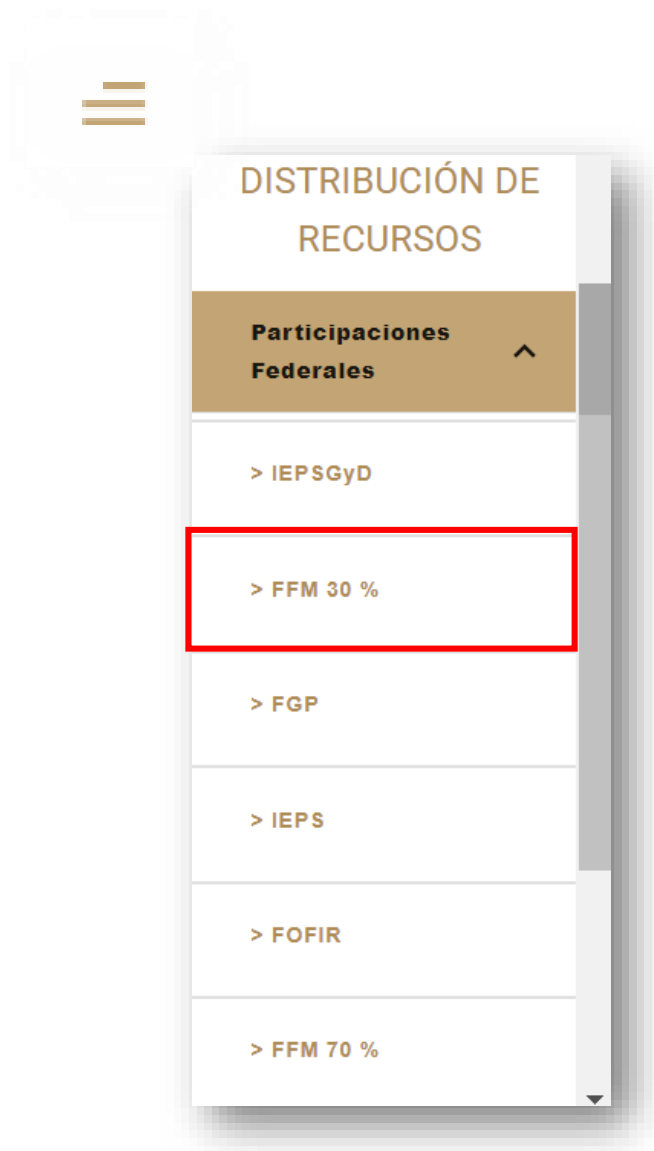 DISTRIBUCIÓN DE
RECURSOS
Participaciones
Federales
> IEPSGyD
> FFM 30 %
> FGP
> IEPS
> FOFIR
> FFM 70 %